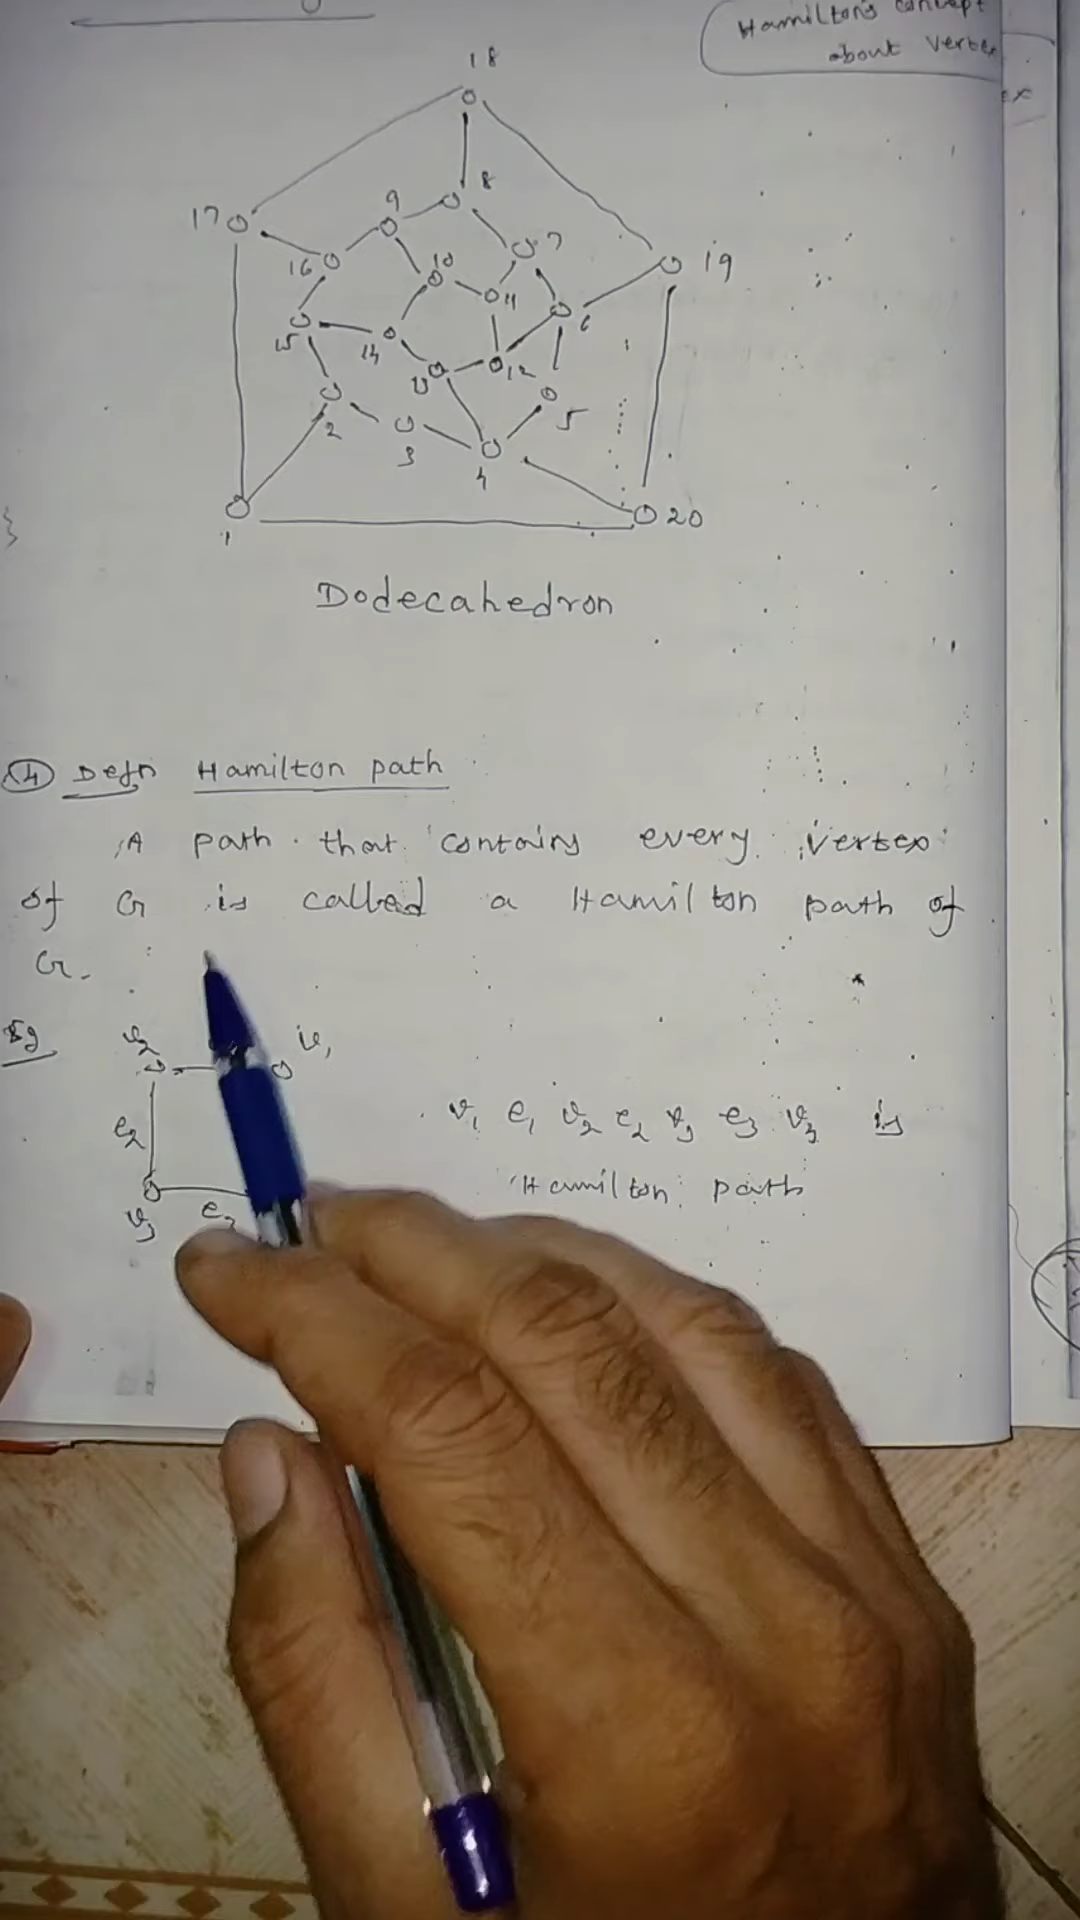 Hamilton's concept
about Vertex
18
8
9
17
7
19
16
10
11
6
15
14
13
12
2
5
3
4
1
20
Dodecahedron
(4) Defn Hamilton path
A path that contains every vertex
of G is called a Hamilton path of
G.
Eg
v2 v1
v1 e1 v2 e2 v3 e3 v3 is
e2
Hamilton path
v3 e3